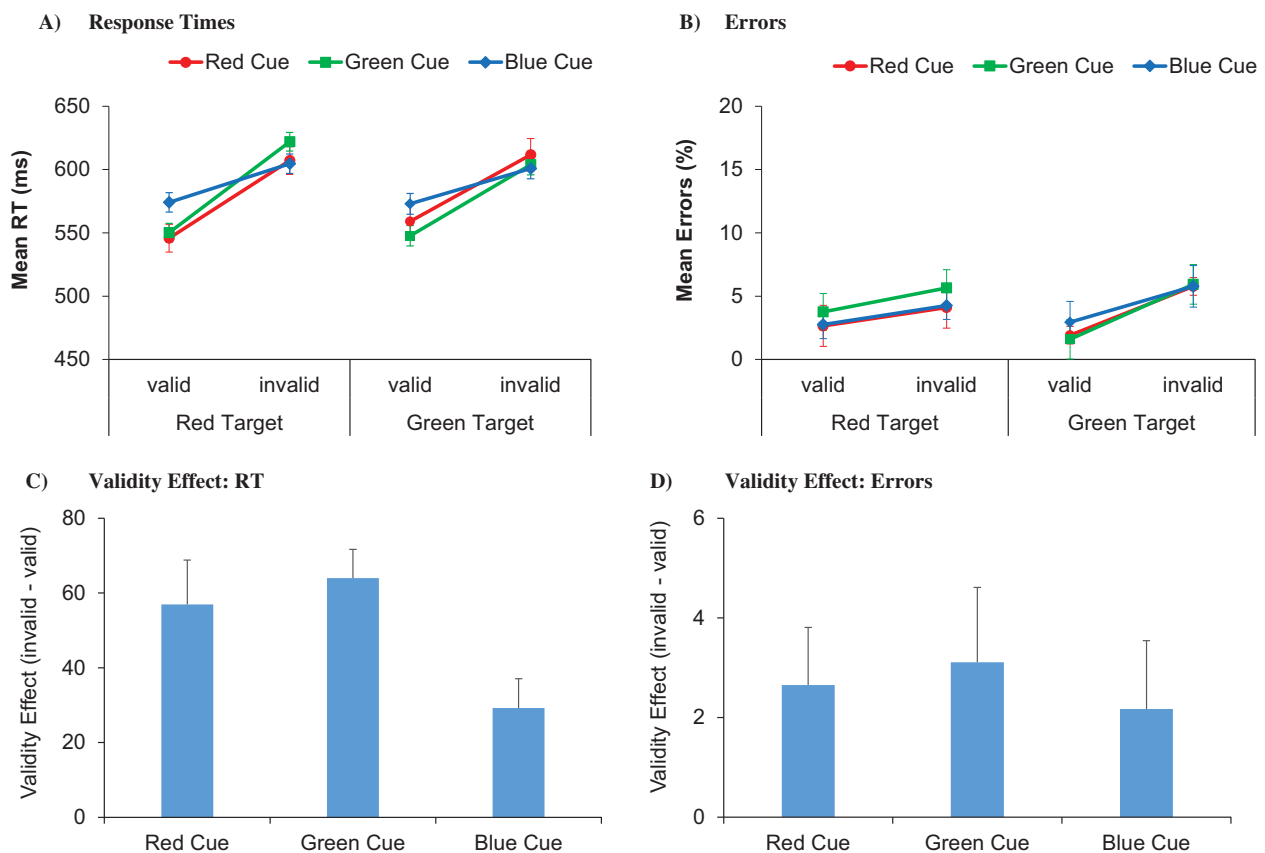 A) Response Times
Red Cue Green Cue Blue Cue
Mean RT (ms)
650
600
550
500
450
valid invalid valid invalid
Red Target Green Target
B) Errors
Red Cue Green Cue Blue Cue
Mean Errors (%)
20
15
10
5
0
valid invalid valid invalid
Red Target Green Target
C) Validity Effect: RT
Validity Effect (invalid - valid)
80
60
40
20
0
Red Cue Green Cue Blue Cue
D) Validity Effect: Errors
Validity Effect (invalid - valid)
6
4
2
0
Red Cue Green Cue Blue Cue